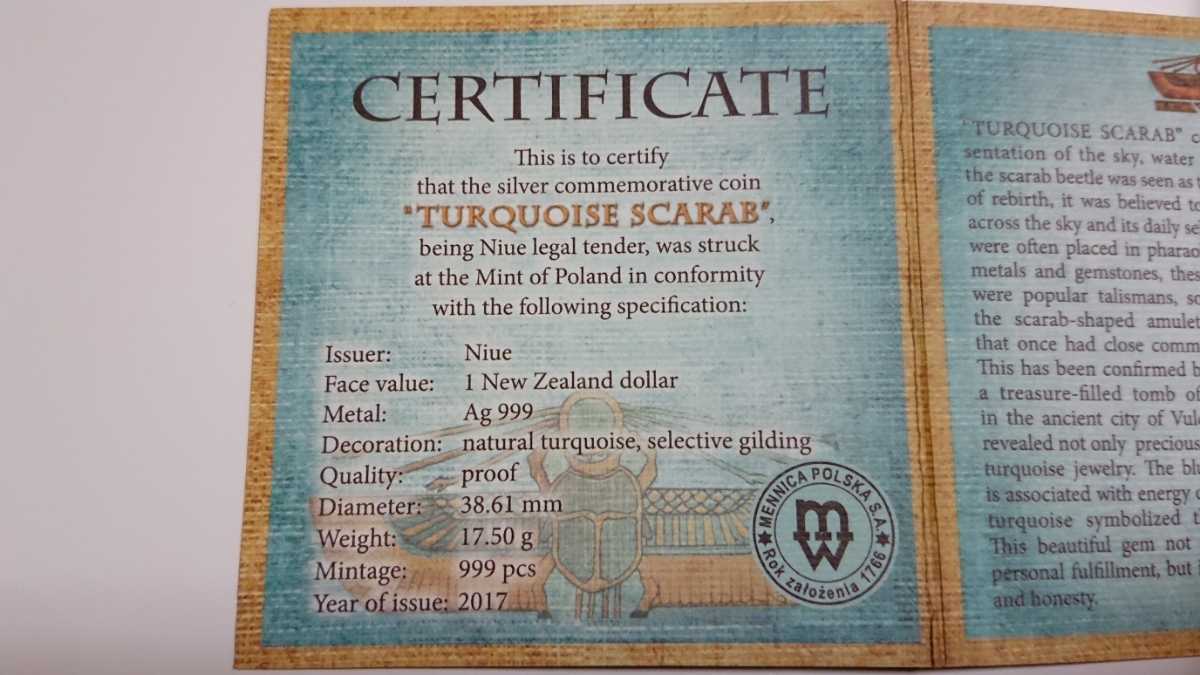 CERTIFICATE
This is to certify
that the silver commemorative coin
"TURQUOISE SCARAB",
being Niue legal tender, was struck
at the Mint of Poland in conformity
with the following specification:
Issuer: Niue
Face value: 1 New Zealand dollar
Metal: Ag 999
Decoration: natural turquoise, selective gilding
Quality: proof
Diameter: 38.61 mm
Weight: 17.50 g
Mintage: 999 pcs
Year of issue: 2017
MENNICA POLSKA S.A.
MW
Rok założenia 1766
"TURQUOISE SCARAB"
sentation of the sky, water
the scarab beetle was seen as
of rebirth, it was believed to
across the sky and its daily
were often placed in
metals and gemstones,
were popular talismans,
the scarab-shaped
that once had close
This has been confirmed
a treasure-filled tomb of
in the ancient city of
revealed not only precious
turquoise jewelry. The
is associated with energy
turquoise symbolized
This beautiful gem not
personal fulfillment, but
and honesty.